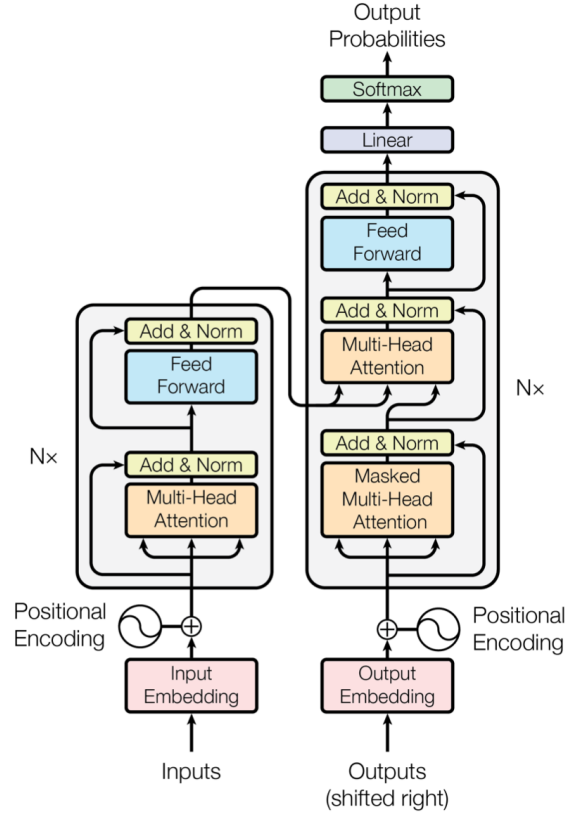 Output
Probabilities
Softmax
Linear
Add & Norm
Feed
Forward
Add & Norm
Multi-Head
Attention
Add & Norm
Masked
Multi-Head
Attention
N×
Add & Norm
Feed
Forward
Add & Norm
Multi-Head
Attention
N×
Positional
Encoding
Positional
Encoding
Input
Embedding
Output
Embedding
Inputs
Outputs
(shifted right)